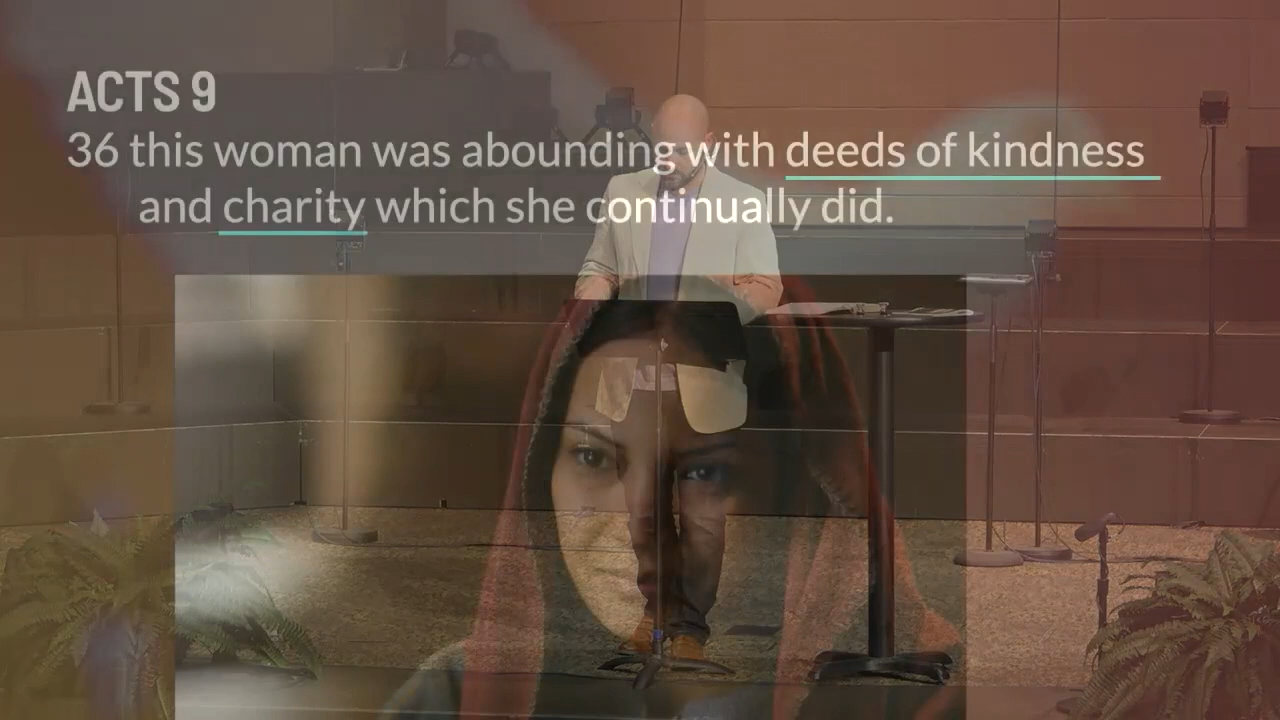 ACTS 9
36 this woman was abounding with deeds of kindness
and charity which she continually did.